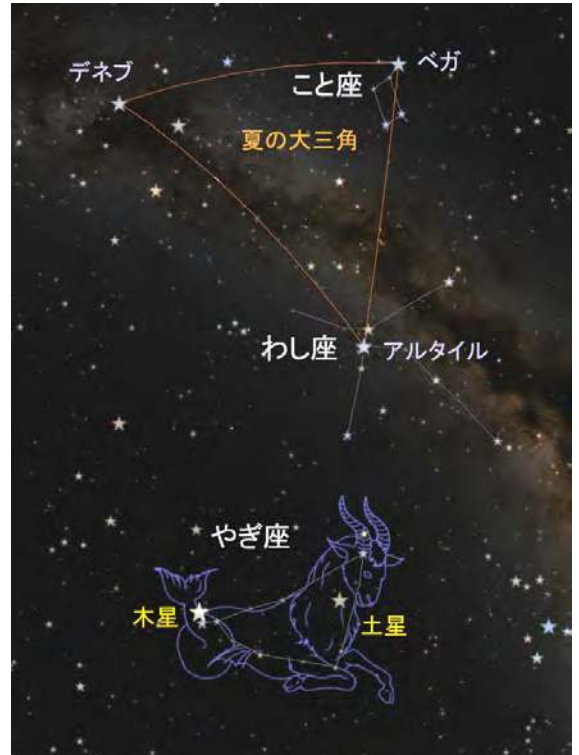 デネブ
ベガ
こと座
夏の大三角
わし座
アルタイル
やぎ座
木星
土星